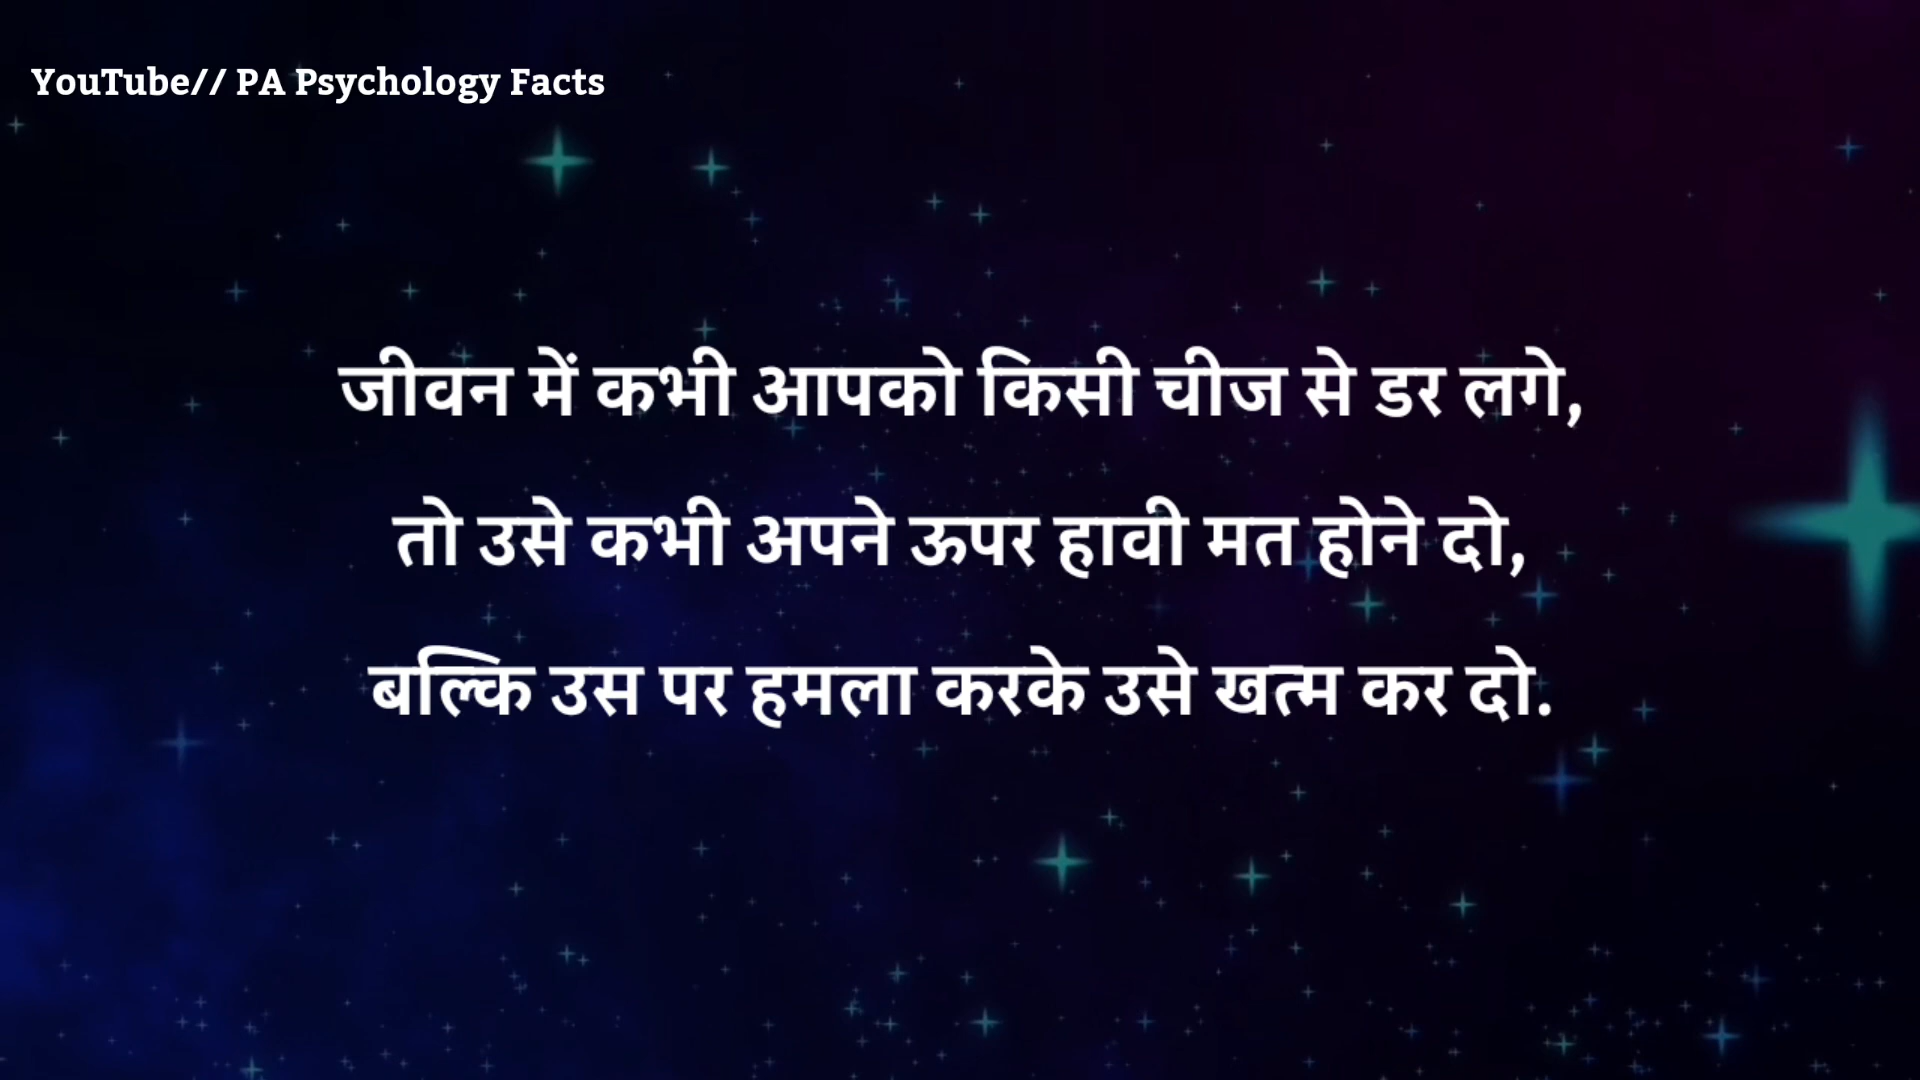 YouTube// PA Psychology Facts
जीवन में कभी आपको किसी चीज से डर लगे,
तो उसे कभी अपने ऊपर हावी मत होने दो,
बल्कि उस पर हमला करके उसे खत्म कर दो.